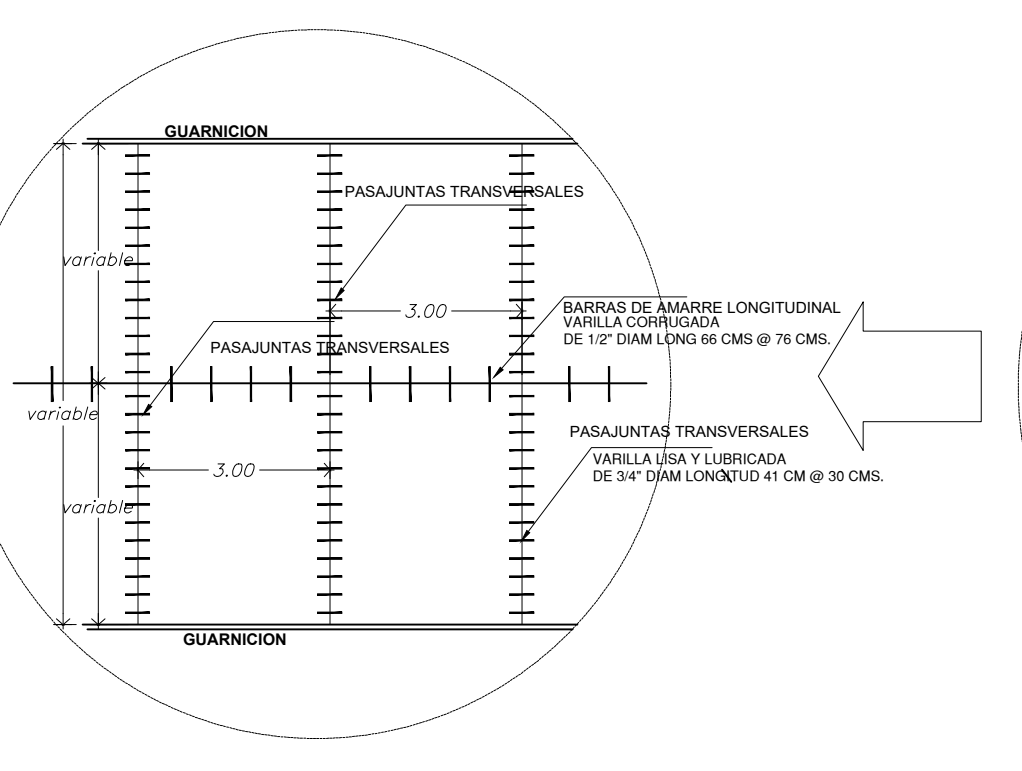 GUARNICION
PASAJUNTAS TRANSVERSALES
variable
3.00
BARRAS DE AMARRE LONGITUDINAL
VARILLA CORRUGADA
DE 1/2" DIAM LONG 66 CMS @ 76 CMS.
PASAJUNTAS TRANSVERSALES
variable
PASAJUNTAS TRANSVERSALES
VARILLA LISA Y LUBRICADA
DE 3/4" DIAM LONGITUD 41 CM @ 30 CMS.
3.00
variable
GUARNICION